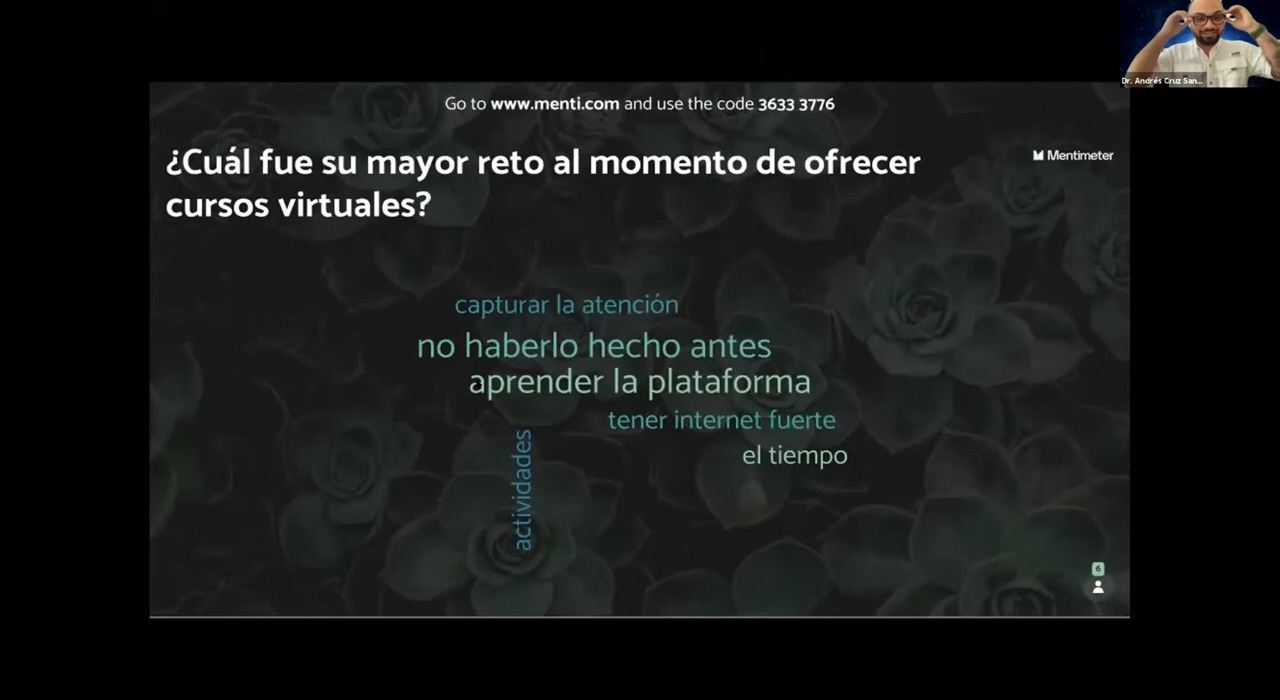 Dr. Andrés Cruz San...
Go to www.menti.com and use the code 3633 3776
Mentimeter
¿Cuál fue su mayor reto al momento de ofrecer
cursos virtuales?
capturar la atención
no haberlo hecho antes
aprender la plataforma
tener internet fuerte
el tiempo
actividades
6